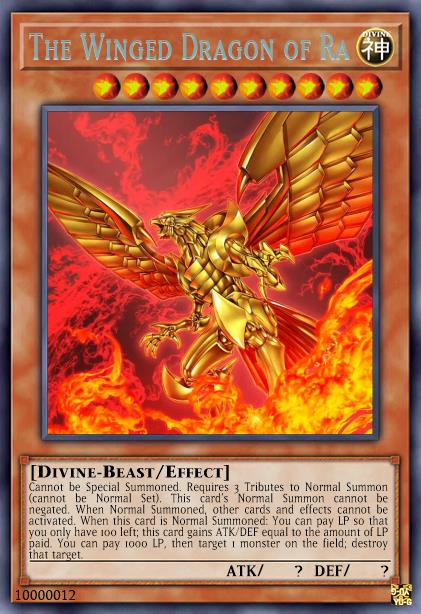 THE WINGED DRAGON OF RA
DIVINE
神
[DIVINE-BEAST/EFFECT]
Cannot be Special Summoned. Requires 3 Tributes to Normal Summon
(cannot be Normal Set). This card's Normal Summon cannot be
negated. When Normal Summoned, other cards and effects cannot be
activated. When this card is Normal Summoned: You can pay LP so that
you only have 100 left; this card gains ATK/DEF equal to the amount of LP
paid. You can pay 1000 LP, then target 1 monster on the field; destroy
that target.
ATK/ ? DEF/ ?
10000012